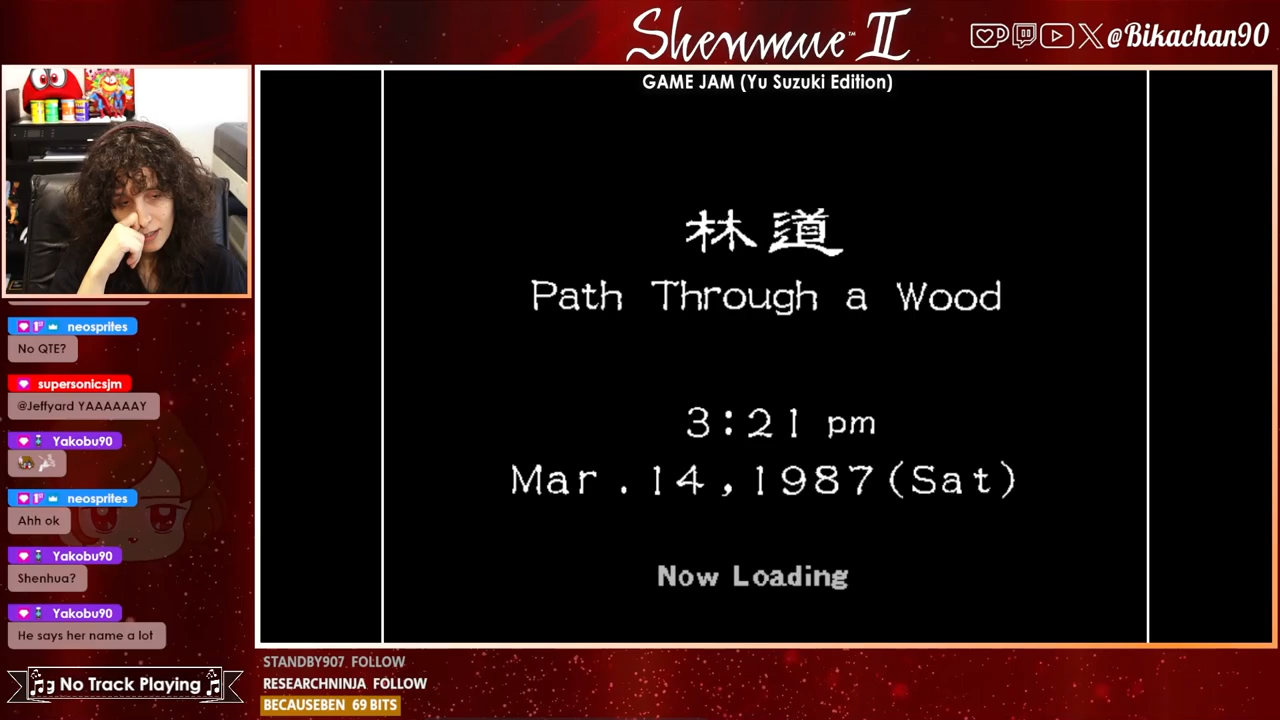 Shenmue™ II
@Bikachan90
GAME JAM (Yu Suzuki Edition)
林道
Path Through a Wood
3:21 pm
Mar.14,1987(Sat)
Now Loading
neosprites
No QTE?
supersonicsjm
@Jeffyard YAAAAAAY
Yakobu90
neosprites
Ahh ok
Yakobu90
Shenhua?
Yakobu90
He says her name a lot
g No Track Playing
STANDBY907 FOLLOW
RESEARCHNINJA FOLLOW
BECAUSEBEN 69 BITS